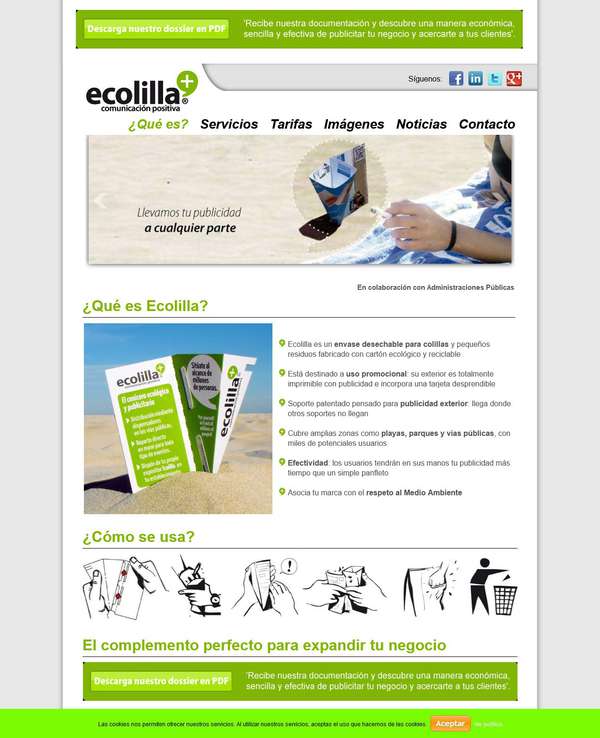 Descarga nuestro dossier en PDF
'Recibe nuestra documentación y descubre una manera económica,
sencilla y efectiva de publicitar tu negocio y acercarte a tus clientes'.
Síguenos:
ecolilla
comunicación positiva
¿Qué es? Servicios Tarifas Imágenes Noticias Contacto
Llevamos tu publicidad
a cualquier parte
En colaboración con Administraciones Públicas
¿Qué es Ecolilla?
ecolilla
El cenicero ecológico
y publicitario
Distribución mediante
dispensadores
en las vías públicas.
Reparto directo
en mano para todo
tipo de eventos.
Sitúate al
alcance de
millones
de personas.
ecolilla
Ecolilla es un envase desechable para colillas y pequeños
residuos fabricado con cartón ecológico y reciclable
Está destinado a uso promocional: su exterior es totalmente
imprimible con publicidad e incorpora una tarjeta desprendible
Soporte patentado pensado para publicidad exterior: llega donde
otros soportes no llegan
Cubre amplias zonas como playas, parques y vías públicas, con
miles de potenciales usuarios
Efectividad: los usuarios tendrán en sus manos tu publicidad más
tiempo que un simple panfleto
Asocia tu marca con el respeto al Medio Ambiente
¿Cómo se usa?
El complemento perfecto para expandir tu negocio
Descarga nuestro dossier en PDF
'Recibe nuestra documentación y descubre una manera económica,
sencilla y efectiva de publicitar tu negocio y acercarte a tus clientes'.
Las cookies nos permiten ofrecer nuestros servicios. Al utilizar nuestros servicios, aceptas el uso que hacemos de las cookies. Aceptar Ver política